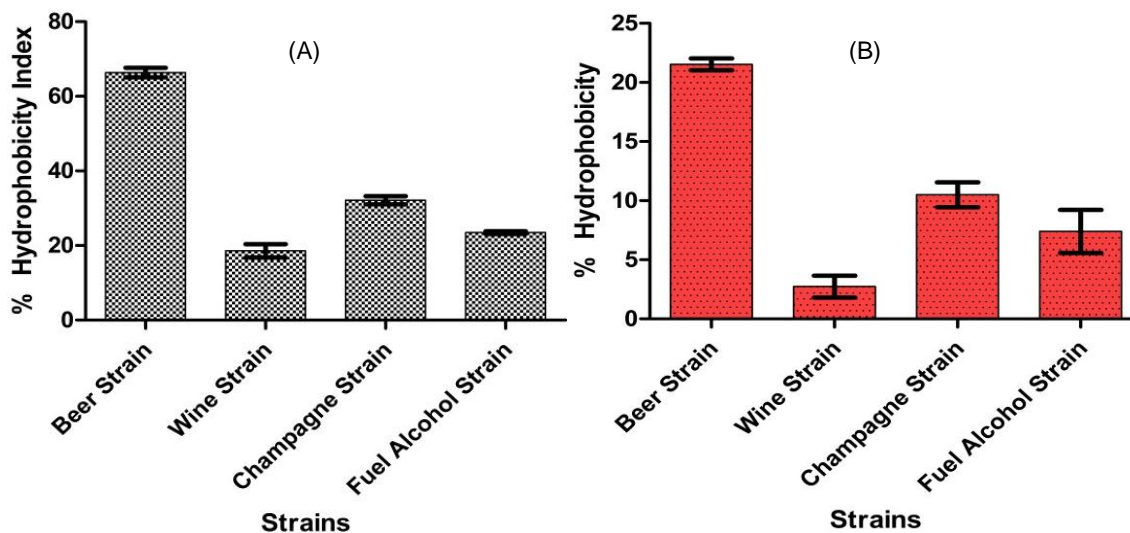 (A)
% Hydrophobicity Index
80
60
40
20
0
Beer Strain
Wine Strain
Champagne Strain
Fuel Alcohol Strain
Strains
(B)
% Hydrophobicity
25
20
15
10
5
0
Beer Strain
Wine Strain
Champagne Strain
Fuel Alcohol Strain
Strains